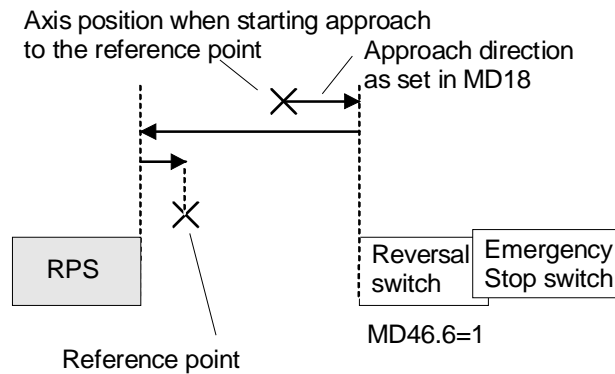 Axis position when starting approach
to the reference point
Approach direction
as set in MD18
RPS
Reversal
switch
Emergency
Stop switch
MD46.6=1
Reference point